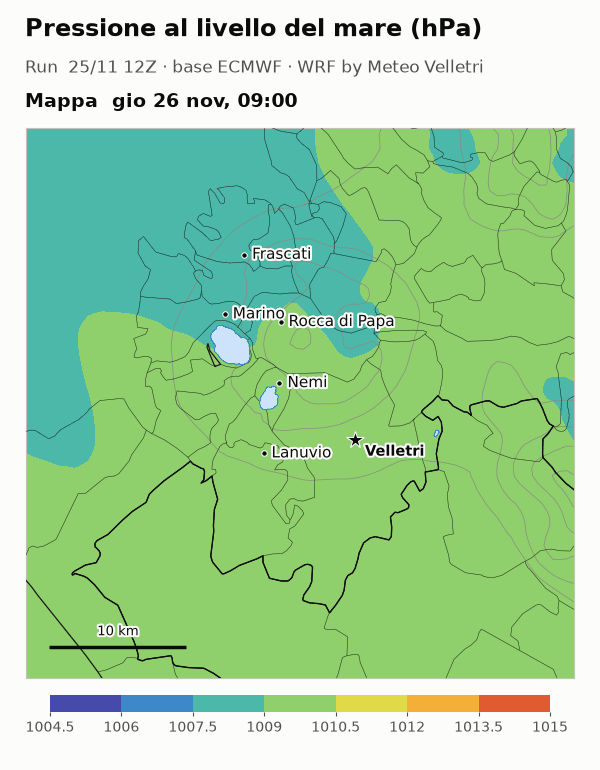 Pressione al livello del mare (hPa)
Run  25/11 12Z · base ECMWF · WRF by Meteo Velletri
Mappa  gio 26 nov, 09:00
Frascati
Marino
Rocca di Papa
Nemi
Velletri
Lanuvio
10 km
1004.5 1006 1007.5 1009 1010.5 1012 1013.5 1015